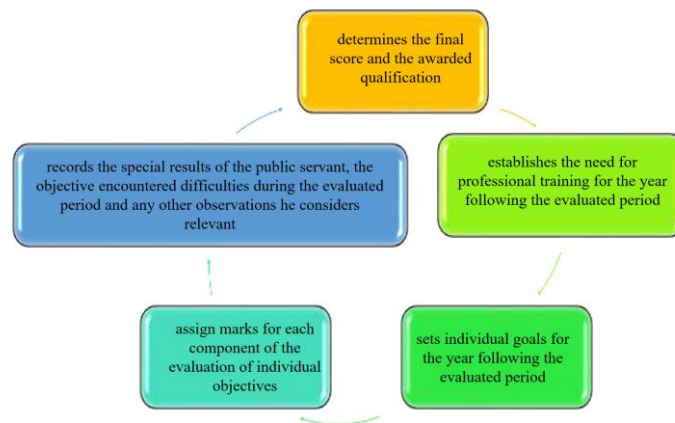 determines the final
score and the awarded
qualification
establishes the need for
professional training for the year
following the evaluated period
sets individual goals for
the year following the
evaluated period
assign marks for each
component of the
evaluation of individual
objectives
records the special results of the public servant, the
objective encountered difficulties during the evaluated
period and any other observations he considers
relevant